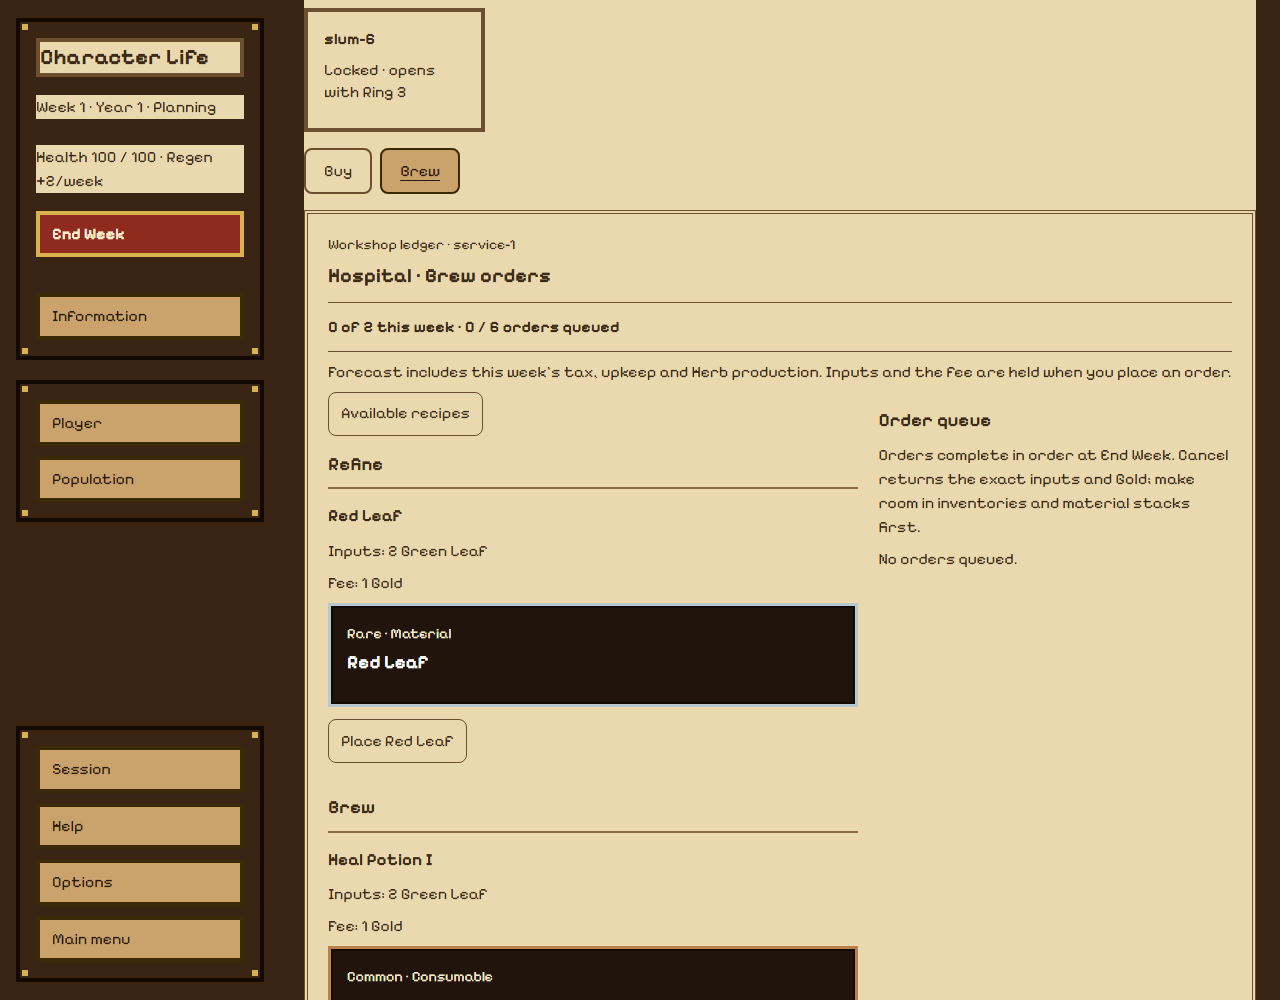 Character Life
Week 1 · Year 1 · Planning
Health 100 / 100 · Regen
+2/week
End Week
Information
Player
Population
Session
Help
Options
Main menu
slum-6
Locked · opens
with Ring 3
Buy
Brew
Workshop ledger · service-1
Hospital · Brew orders
0 of 2 this week · 0 / 6 orders queued
Forecast includes this week's tax, upkeep and Herb production. Inputs and the fee are held when you place an order.
Available recipes
Refine
Red Leaf
Inputs: 2 Green Leaf
Fee: 1 Gold
Rare · Material
Red Leaf
Place Red Leaf
Brew
Heal Potion I
Inputs: 2 Green Leaf
Fee: 1 Gold
Common · Consumable
Order queue
Orders complete in order at End Week. Cancel
returns the exact inputs and Gold; make
room in inventories and material stacks
first.
No orders queued.